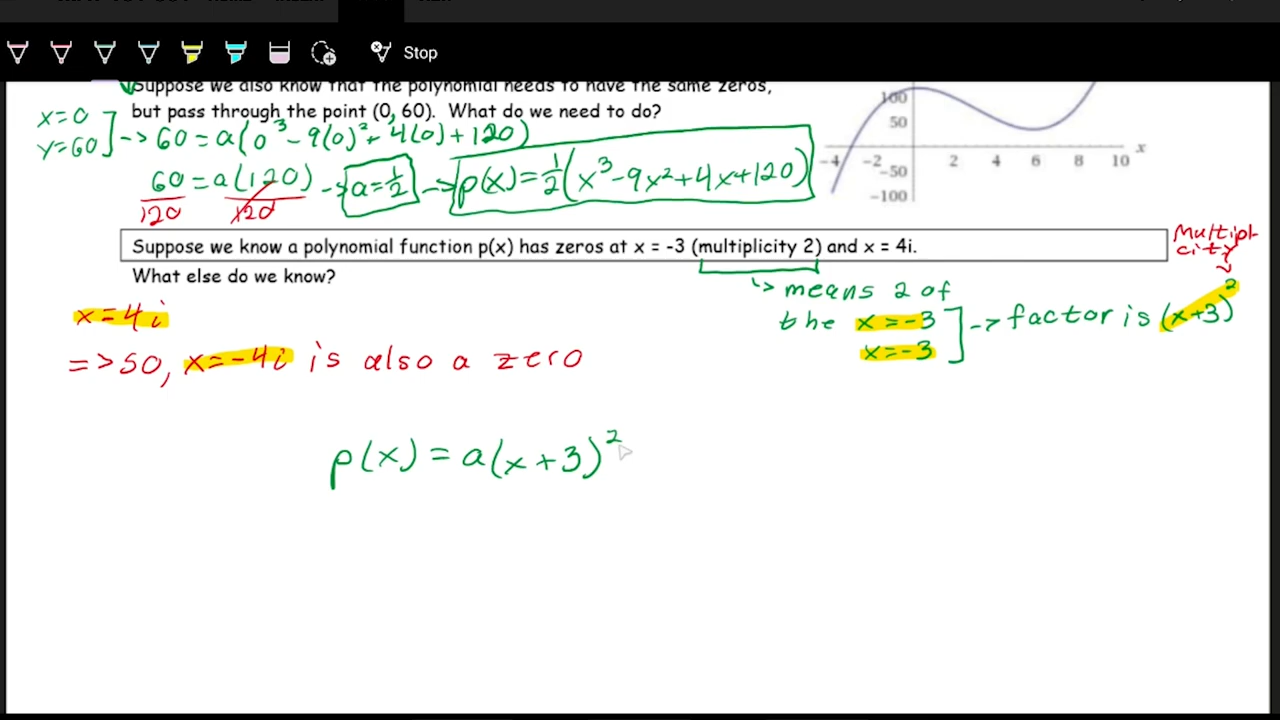 Stop
Suppose we also know that the polynomial needs to have the same zeros,
but pass through the point (0, 60). What do we need to do?
x=0
y=60 ] -> 60 = a(0³ - 9(0)² + 4(0) + 120)
60 = a(120) -> a = 1/2 -> p(x) = 1/2(x³ - 9x² + 4x + 120)
120 120
100
50
-50
-100
-4 -2 2 4 6 8 10 x
Suppose we know a polynomial function p(x) has zeros at x = -3 (multiplicity 2) and x = 4i.
What else do we know?
Multipli
city
means 2 of
the x = -3
x = -3 ] -> factor is (x+3)²
x = 4i
=> so, x = -4i is also a zero
p(x) = a(x+3)²